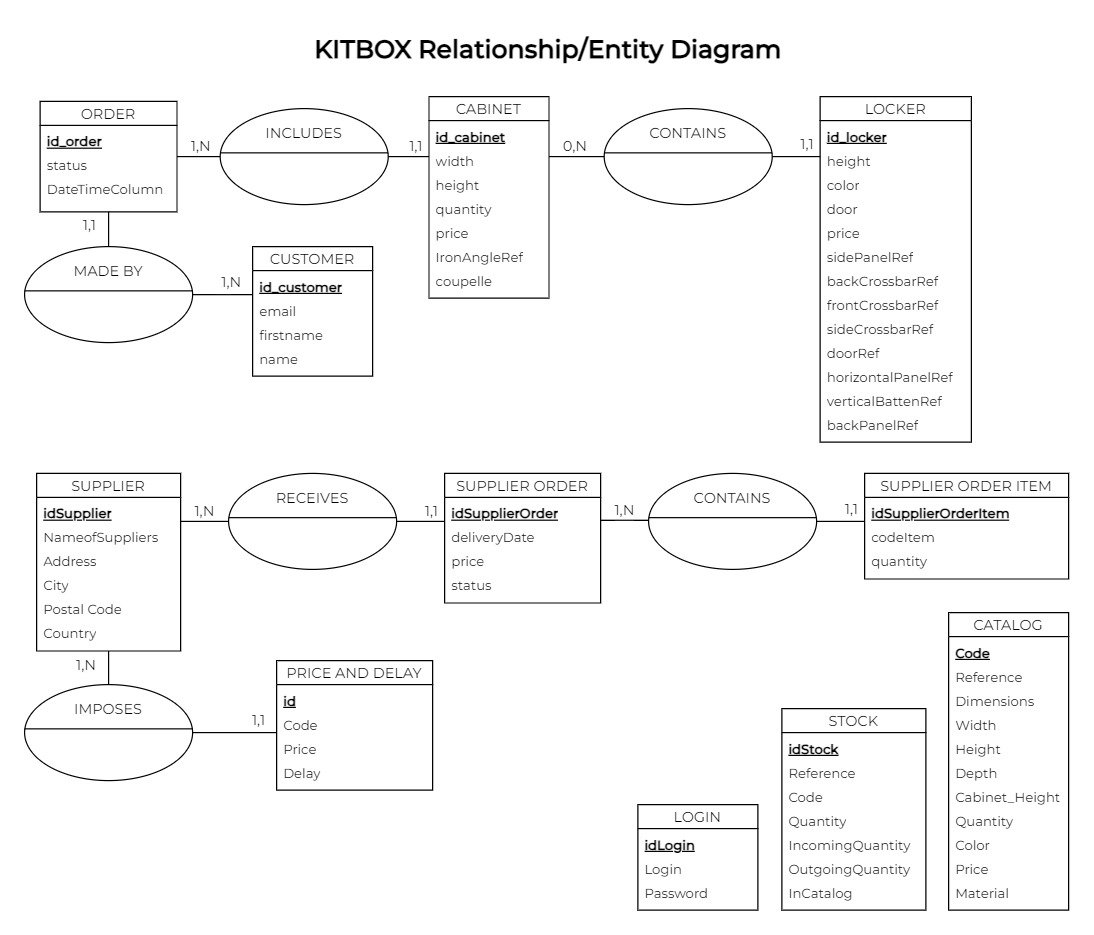 KITBOX Relationship/Entity Diagram
ORDER
id_order
status
DateTimeColumn
1,N
INCLUDES
1,1
CABINET
id_cabinet
width
height
quantity
price
IronAngleRef
coupelle
0,N
CONTAINS
1,1
LOCKER
id_locker
height
color
door
price
sidePanelRef
backCrossbarRef
frontCrossbarRef
sideCrossbarRef
doorRef
horizontalPanelRef
verticalBattenRef
backPanelRef
1,1
MADE BY
1,N
CUSTOMER
id_customer
email
firstname
name
SUPPLIER
idSupplier
NameofSuppliers
Address
City
Postal Code
Country
1,N
RECEIVES
1,1
SUPPLIER ORDER
idSupplierOrder
deliveryDate
price
status
1,N
CONTAINS
1,1
SUPPLIER ORDER ITEM
idSupplierOrderItem
codeItem
quantity
1,N
IMPOSES
1,1
PRICE AND DELAY
id
Code
Price
Delay
LOGIN
idLogin
Login
Password
STOCK
idStock
Reference
Code
Quantity
IncomingQuantity
OutgoingQuantity
InCatalog
CATALOG
Code
Reference
Dimensions
Width
Height
Depth
Cabinet_Height
Quantity
Color
Price
Material